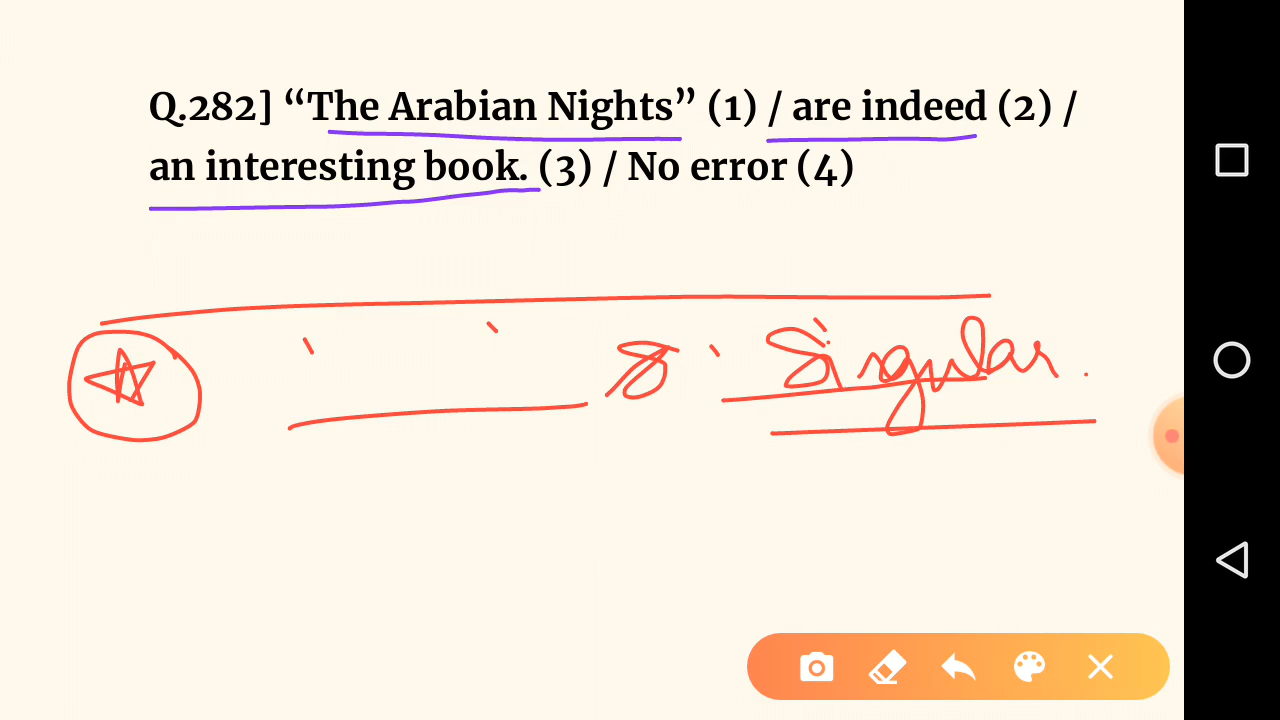 Q.282] “The Arabian Nights” (1) / are indeed (2) /
an interesting book. (3) / No error (4)
Singular.